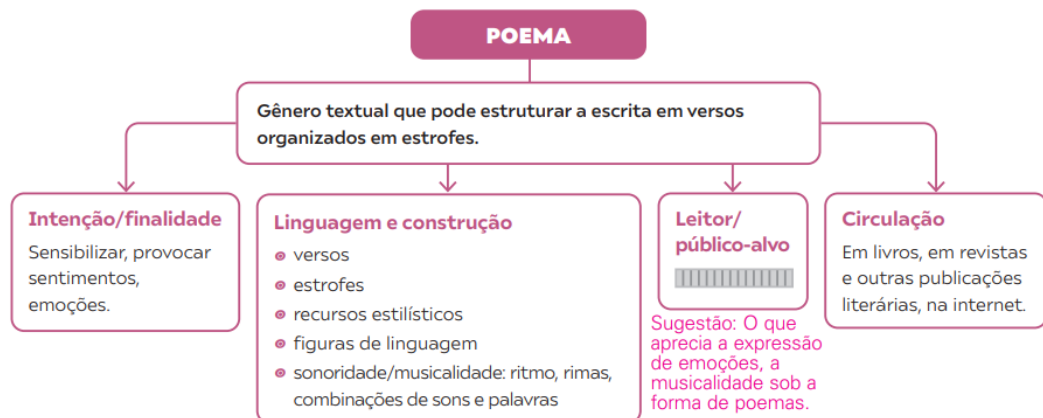 POEMA
Gênero textual que pode estruturar a escrita em versos
organizados em estrofes.
Intenção/finalidade
Sensibilizar, provocar
sentimentos,
emoções.
Linguagem e construção
versos
estrofes
recursos estilísticos
figuras de linguagem
sonoridade/musicalidade: ritmo, rimas,
combinações de sons e palavras
Leitor/
público-alvo
Sugestão: O que
aprecia a expressão
de emoções, a
musicalidade sob a
forma de poemas.
Circulação
Em livros, em revistas
e outras publicações
literárias, na internet.